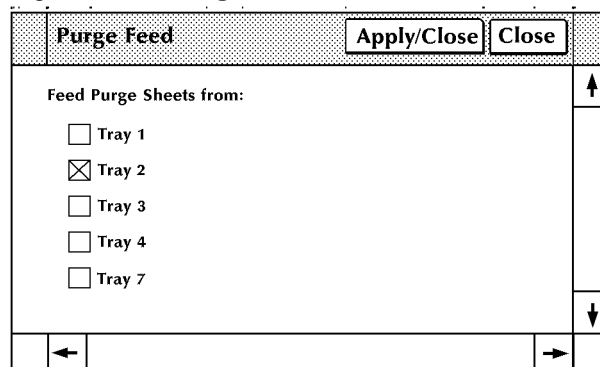 Purge Feed Apply/Close Close
Feed Purge Sheets from:
Tray 1
Tray 2
Tray 3
Tray 4
Tray 7